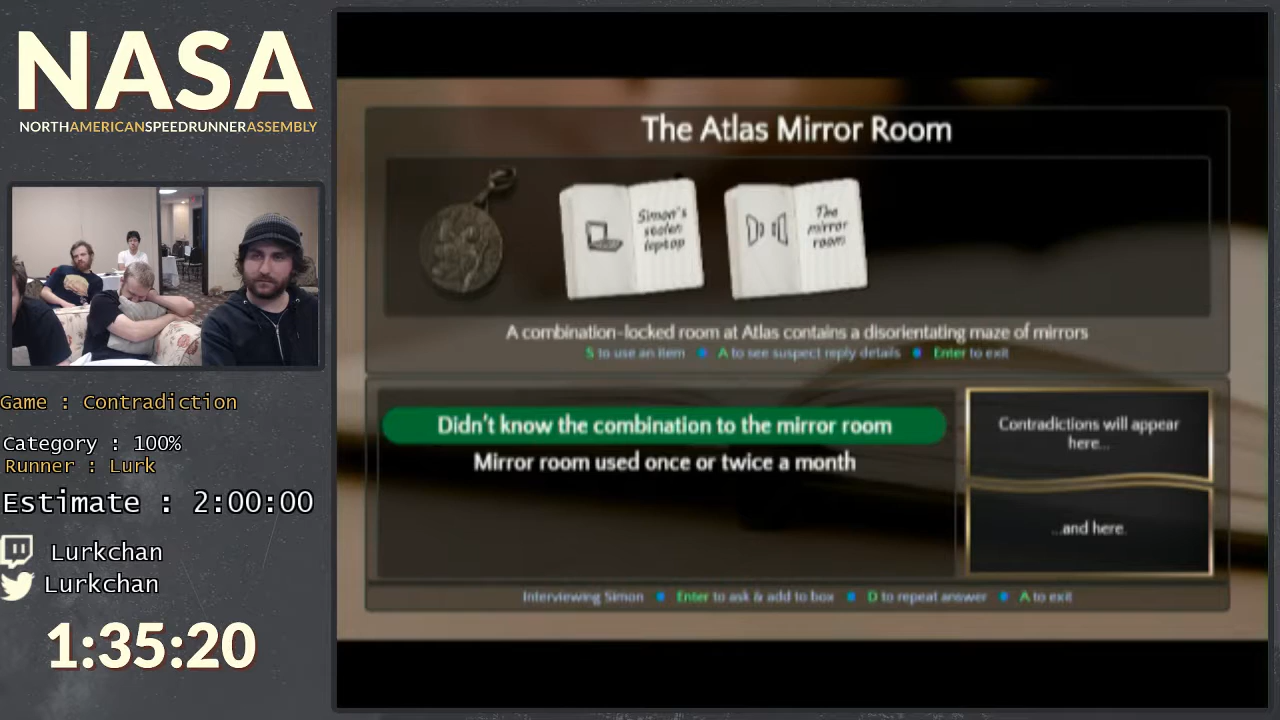 NASA
NORTHAMERICANSPEEDRUNNERASSEMBLY
Game : Contradiction
Category : 100%
Runner : Lurk
Estimate : 2:00:00
Lurkchan
Lurkchan
1:35:20
The Atlas Mirror Room
Simon's
stolen
laptop
The
mirror
room
A combination-locked room at Atlas contains a disorientating maze of mirrors
S to use an item • A to see suspect reply details • Enter to exit
Didn't know the combination to the mirror room
Mirror room used once or twice a month
Contradictions will appear
here...
...and here.
Interviewing Simon • Enter to ask & add to box • D to repeat answer • A to exit